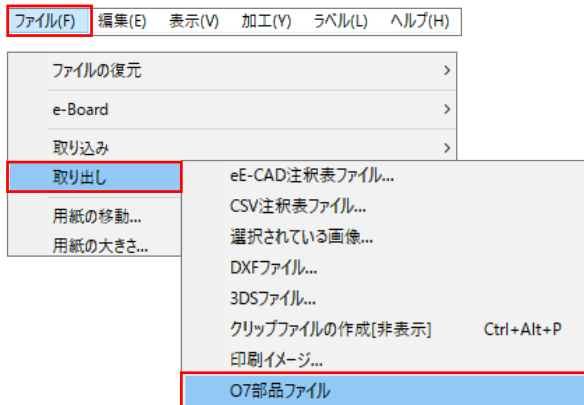 ファイル(F) 編集(E) 表示(V) 加工(Y) ラベル(L) ヘルプ(H)
ファイルの復元 >
e-Board >
取り込み >
取り出し
用紙の移動...
用紙の大きさ...
eE-CAD注釈表ファイル...
CSV注釈表ファイル...
選択されている画像...
DXFファイル...
3DSファイル...
クリップファイルの作成[非表示] Ctrl+Alt+P
印刷イメージ...
O7部品ファイル